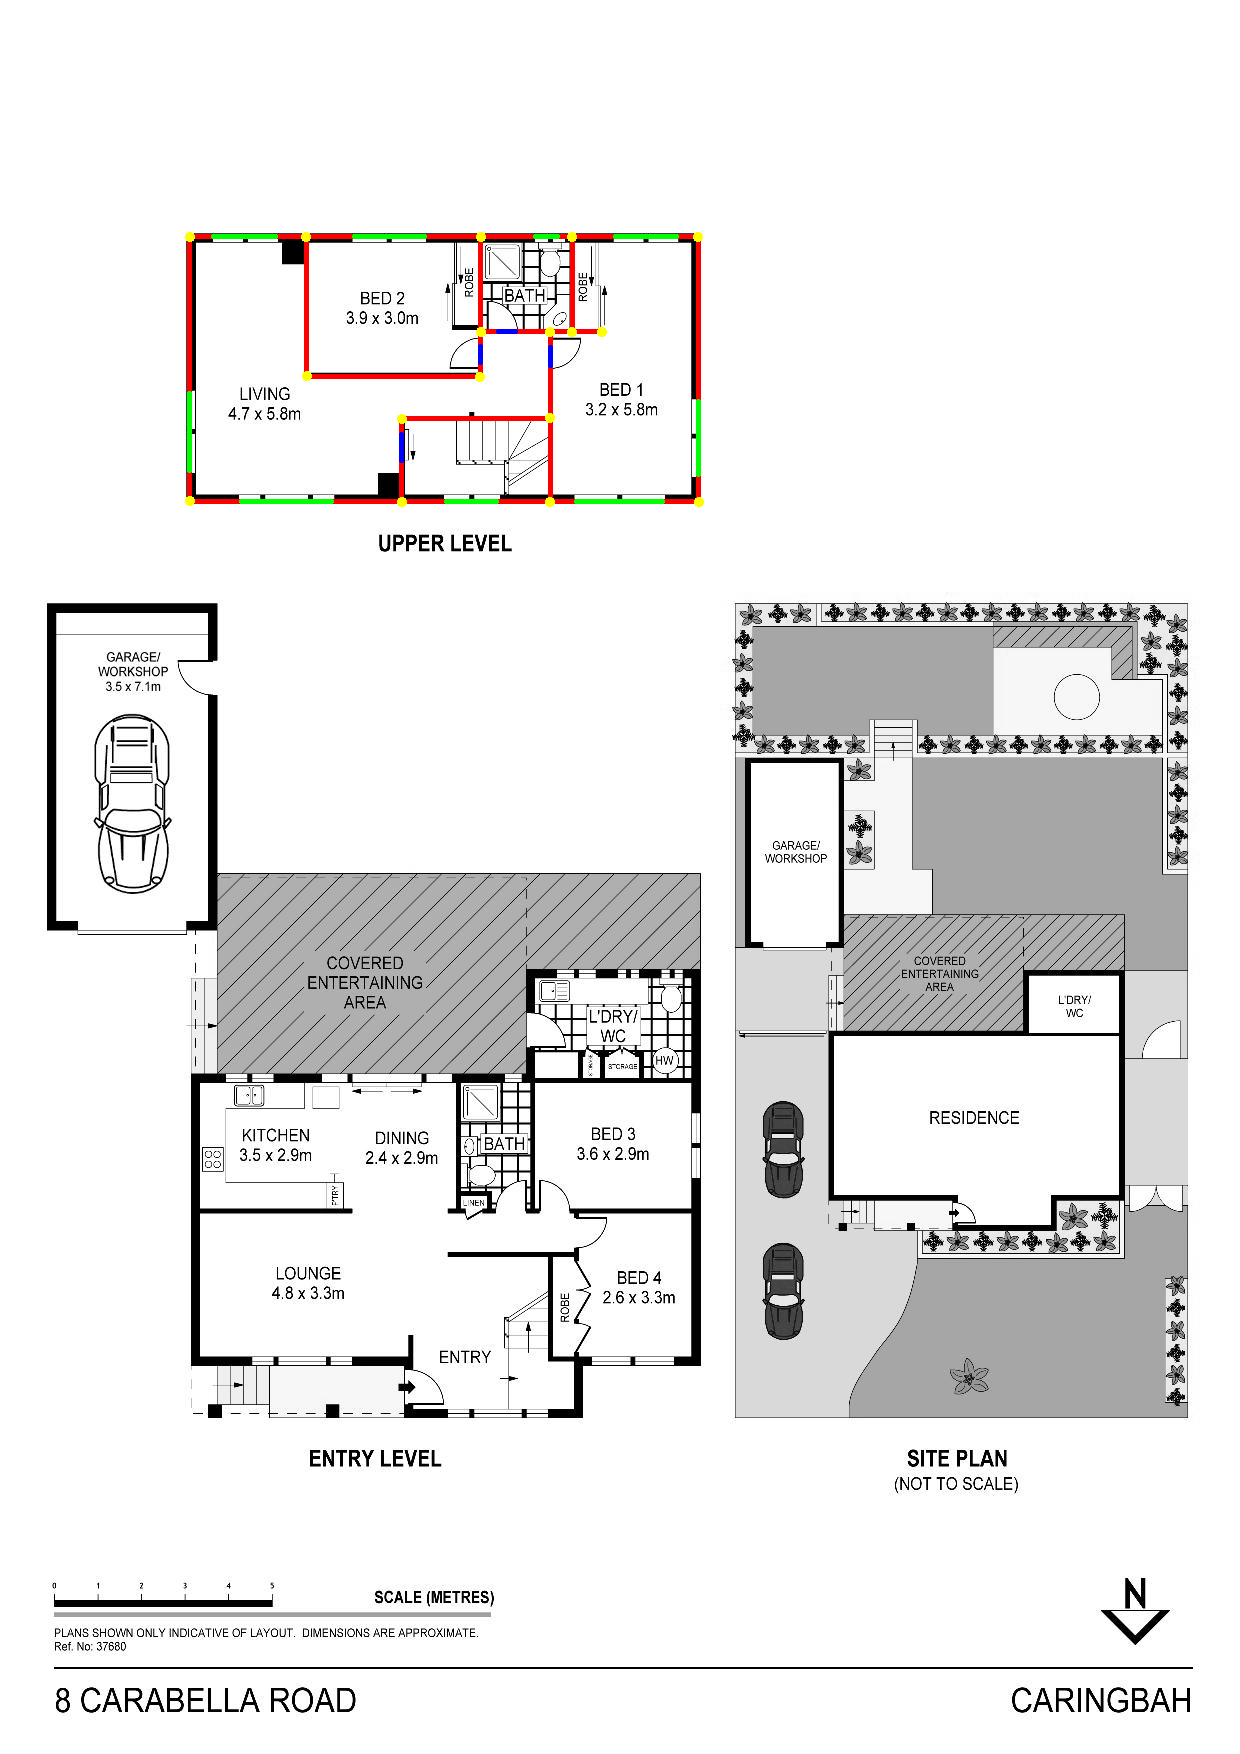 BED 2
3.9 x 3.0m
ROBE
BATH
ROBE
LIVING
4.7 x 5.8m
BED 1
3.2 x 5.8m
UPPER LEVEL
GARAGE/
WORKSHOP
3.5 x 7.1m
COVERED
ENTERTAINING
AREA
L'DRY/
WC
STORAGE
STORAGE
HW
KITCHEN
3.5 x 2.9m
DINING
2.4 x 2.9m
BATH
BED 3
3.6 x 2.9m
P'TRY
LINEN
LOUNGE
4.8 x 3.3m
ROBE
BED 4
2.6 x 3.3m
ENTRY
ENTRY LEVEL
GARAGE/
WORKSHOP
COVERED
ENTERTAINING
AREA
L'DRY/
WC
RESIDENCE
SITE PLAN
(NOT TO SCALE)
0 1 2 3 4 5
SCALE (METRES)
N
PLANS SHOWN ONLY INDICATIVE OF LAYOUT. DIMENSIONS ARE APPROXIMATE.
Ref. No: 37680
8 CARABELLA ROAD
CARINGBAH